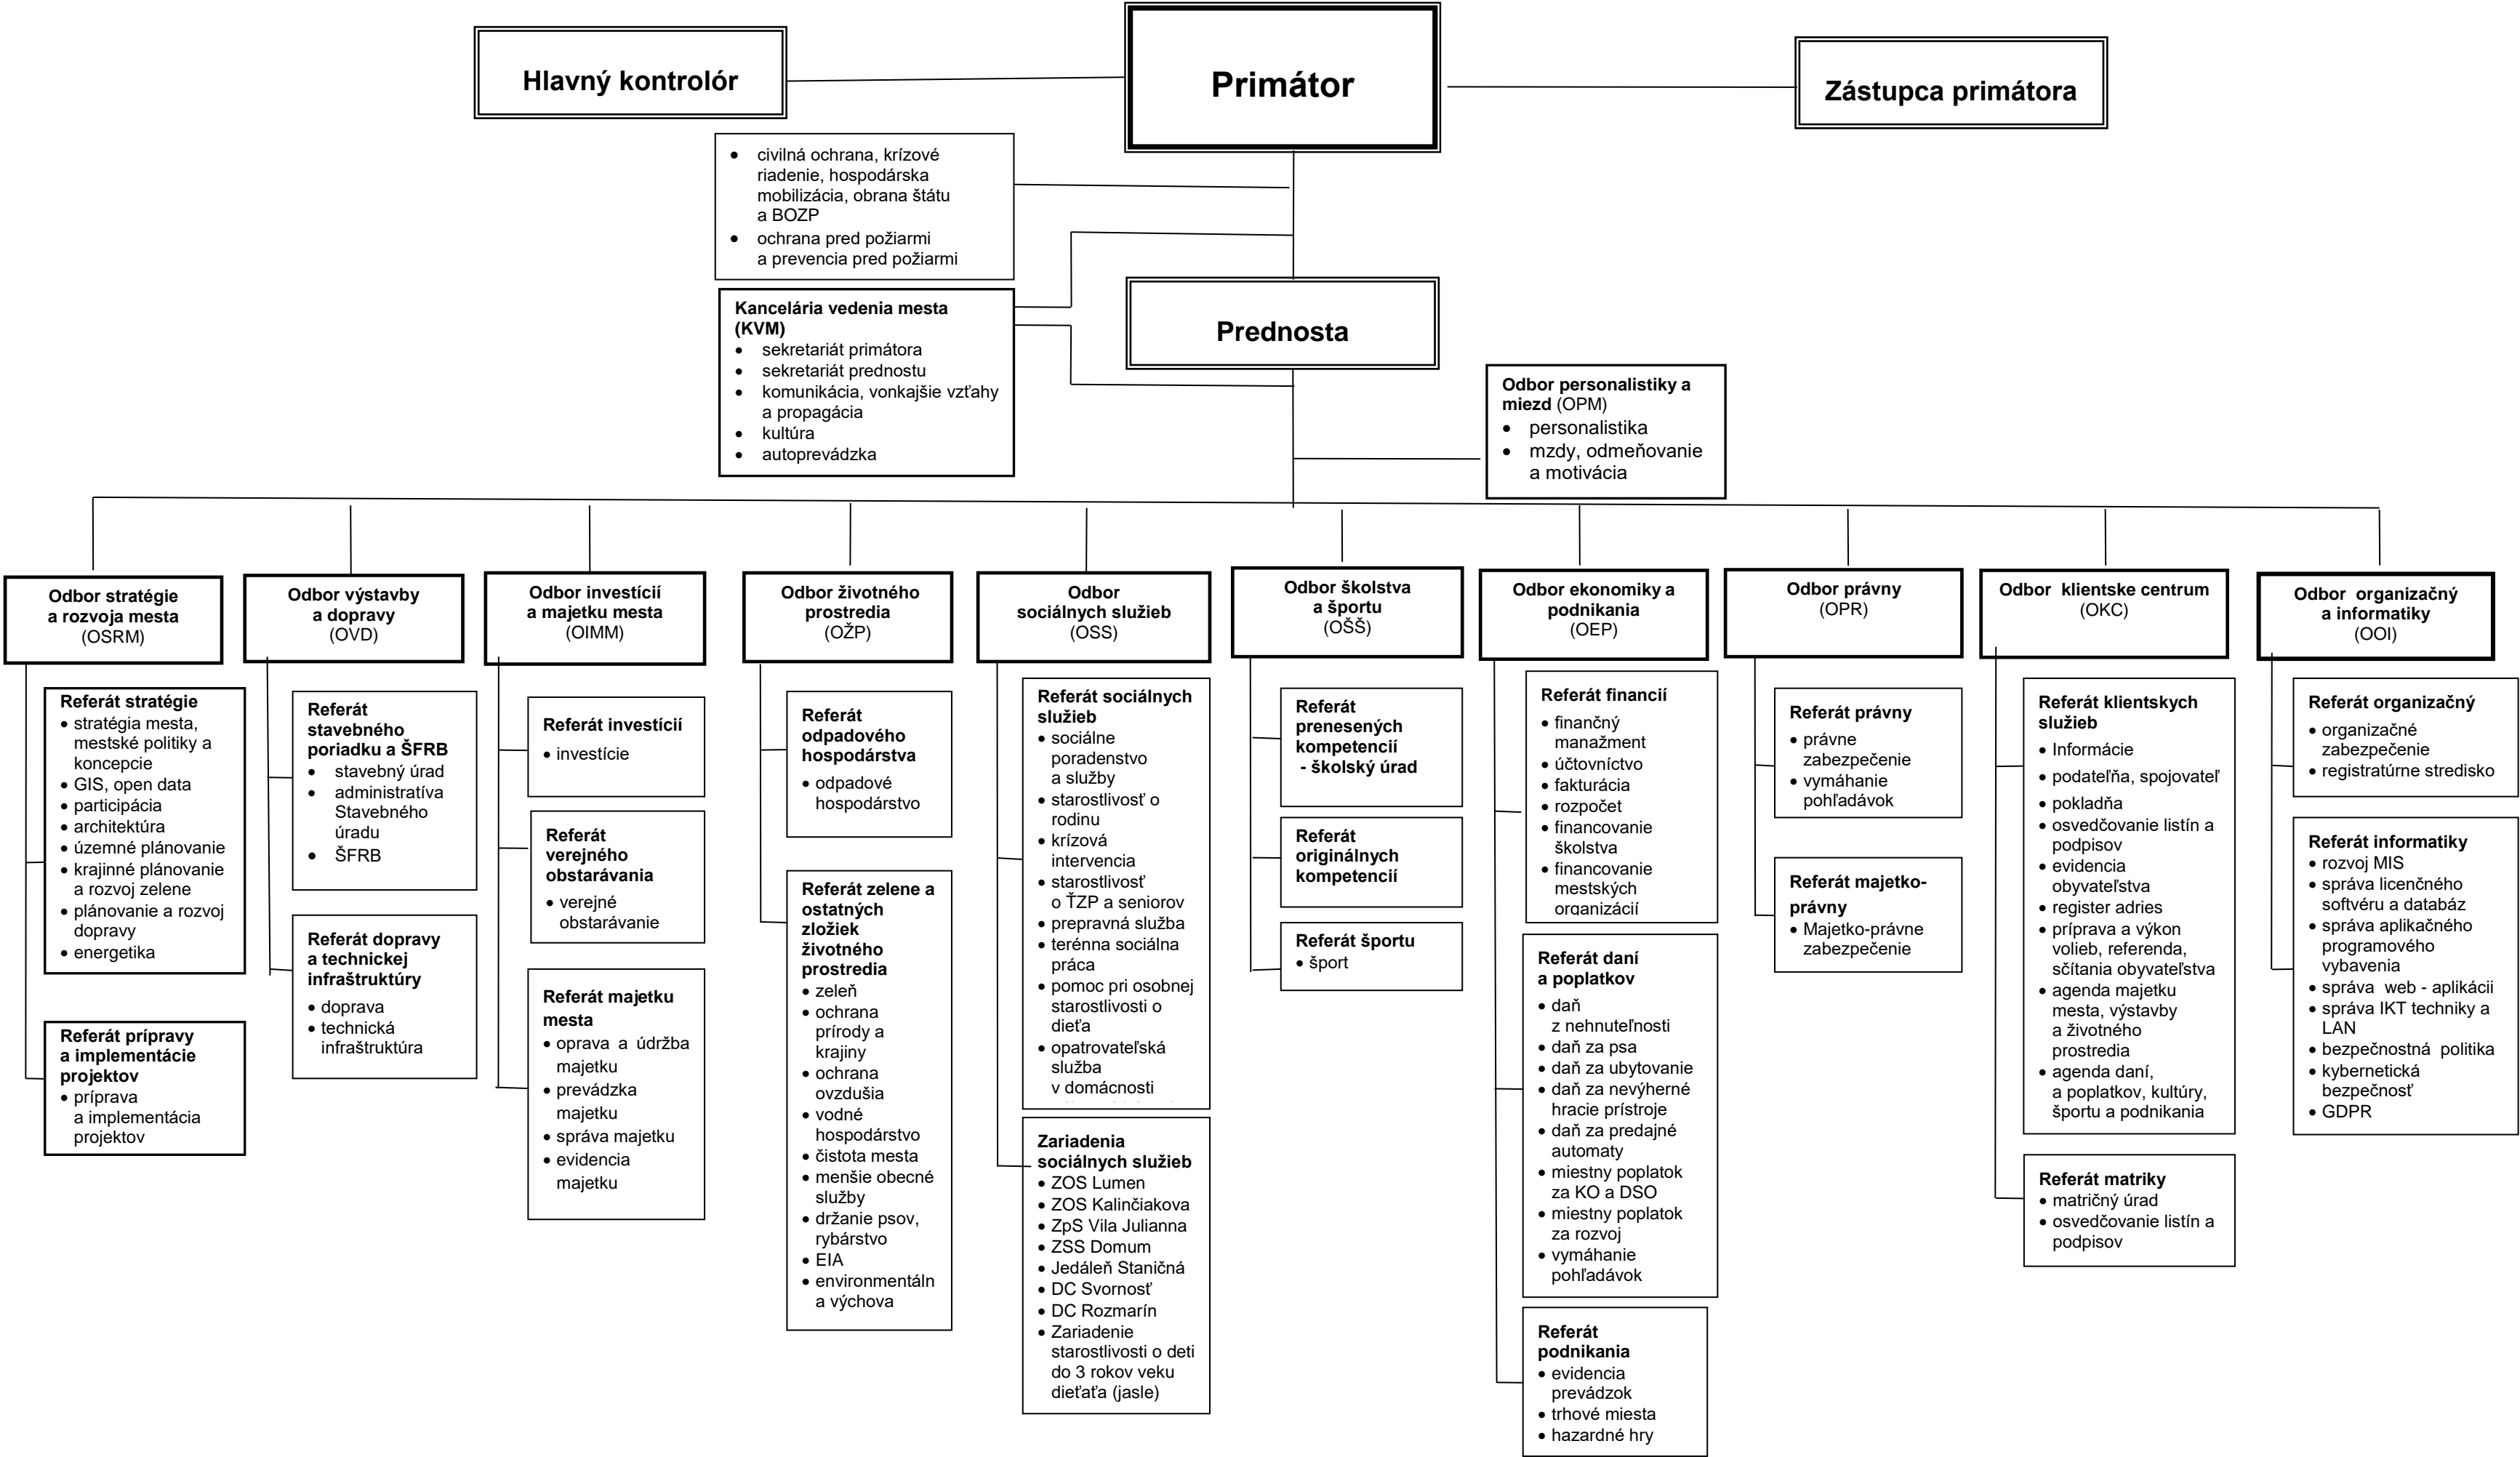 Hlavný kontrolór
Primátor
Zástupca primátora
• civilná ochrana, krízové
riadenie, hospodárska
mobilizácia, obrana štátu
a BOZP
• ochrana pred požiarmi
a prevencia pred požiarmi
Kancelária vedenia mesta
(KVM)
• sekretariát primátora
• sekretariát prednostu
• komunikácia, vonkajšie vzťahy
a propagácia
• kultúra
• autoprevádzka
Prednosta
Odbor personalistiky a
miezd (OPM)
• personalistika
• mzdy, odmeňovanie
a motivácia
Odbor stratégie
a rozvoja mesta
(OSRM)
Referát stratégie
• stratégia mesta,
mestské politiky a
koncepcie
• GIS, open data
• participácia
• architektúra
• územné plánovanie
• krajinné plánovanie
a rozvoj zelene
• plánovanie a rozvoj
dopravy
• energetika
Referát prípravy
a implementácie
projektov
• príprava
a implementácia
projektov
Odbor výstavby
a dopravy
(OVD)
Referát
stavebného
poriadku a ŠFRB
• stavebný úrad
• administratíva
Stavebného
úradu
• ŠFRB
Referát dopravy
a technickej
infraštruktúry
• doprava
• technická
infraštruktúra
Odbor investícií
a majetku mesta
(OIMM)
Referát investícií
• investície
Referát
verejného
obstarávania
• verejné
obstarávanie
Referát majetku
mesta
• oprava a údržba
majetku
• prevádzka
majetku
• správa majetku
• evidencia
majetku
Odbor životného
prostredia
(OŽP)
Referát
odpadového
hospodárstva
• odpadové
hospodárstvo
Referát zelene a
ostatných
zložiek
životného
prostredia
• zeleň
• ochrana
prírody a
krajiny
• ochrana
ovzdušia
• vodné
hospodárstvo
• čistota mesta
• menšie obecné
služby
• držanie psov,
rybárstvo
• EIA
• environmentáln
a výchova
Odbor
sociálnych služieb
(OSS)
Referát sociálnych
služieb
• sociálne
poradenstvo
a služby
• starostlivosť o
rodinu
• krízová
intervencia
• starostlivosť
o ŤZP a seniorov
• prepravná služba
• terénna sociálna
práca
• pomoc pri osobnej
starostlivosti o
dieťa
• opatrovateľská
služba
v domácnosti
Zariadenia
sociálnych služieb
• ZOS Lumen
• ZOS Kalinčiakova
• ZpS Vila Julianna
• ZSS Domum
• Jedáleň Staničná
• DC Svornosť
• DC Rozmarín
• Zariadenie
starostlivosti o deti
do 3 rokov veku
dieťaťa (jasle)
Odbor školstva
a športu
(OŠŠ)
Referát
prenesených
kompetencií
- školský úrad
Referát
originálnych
kompetencií
Referát športu
• šport
Odbor ekonomiky a
podnikania
(OEP)
Referát financií
• finančný
manažment
• účtovníctvo
• fakturácia
• rozpočet
• financovanie
školstva
• financovanie
mestských
organizácií
Referát daní
a poplatkov
• daň
z nehnuteľnosti
• daň za psa
• daň za ubytovanie
• daň za nevýherné
hracie prístroje
• daň za predajné
automaty
• miestny poplatok
za KO a DSO
• miestny poplatok
za rozvoj
• vymáhanie
pohľadávok
Referát
podnikania
• evidencia
prevádzok
• trhové miesta
• hazardné hry
Odbor právny
(OPR)
Referát právny
• právne
zabezpečenie
• vymáhanie
pohľadávok
Referát majetko-
právny
• Majetko-právne
zabezpečenie
Odbor klientske centrum
(OKC)
Referát klientskych
služieb
• Informácie
• podateľňa, spojovateľ
• pokladňa
• osvedčovanie listín a
podpisov
• evidencia
obyvateľstva
• register adries
• príprava a výkon
volieb, referenda,
sčítania obyvateľstva
• agenda majetku
mesta, výstavby
a životného
prostredia
• agenda daní,
a poplatkov, kultúry,
športu a podnikania
Referát matriky
• matričný úrad
• osvedčovanie listín a
podpisov
Odbor organizačný
a informatiky
(OOI)
Referát organizačný
• organizačné
zabezpečenie
• registratúrne stredisko
Referát informatiky
• rozvoj MIS
• správa licenčného
softvéru a databáz
• správa aplikačného
programového
vybavenia
• správa web - aplikácii
• správa IKT techniky a
LAN
• bezpečnostná politika
• kybernetická
bezpečnosť
• GDPR